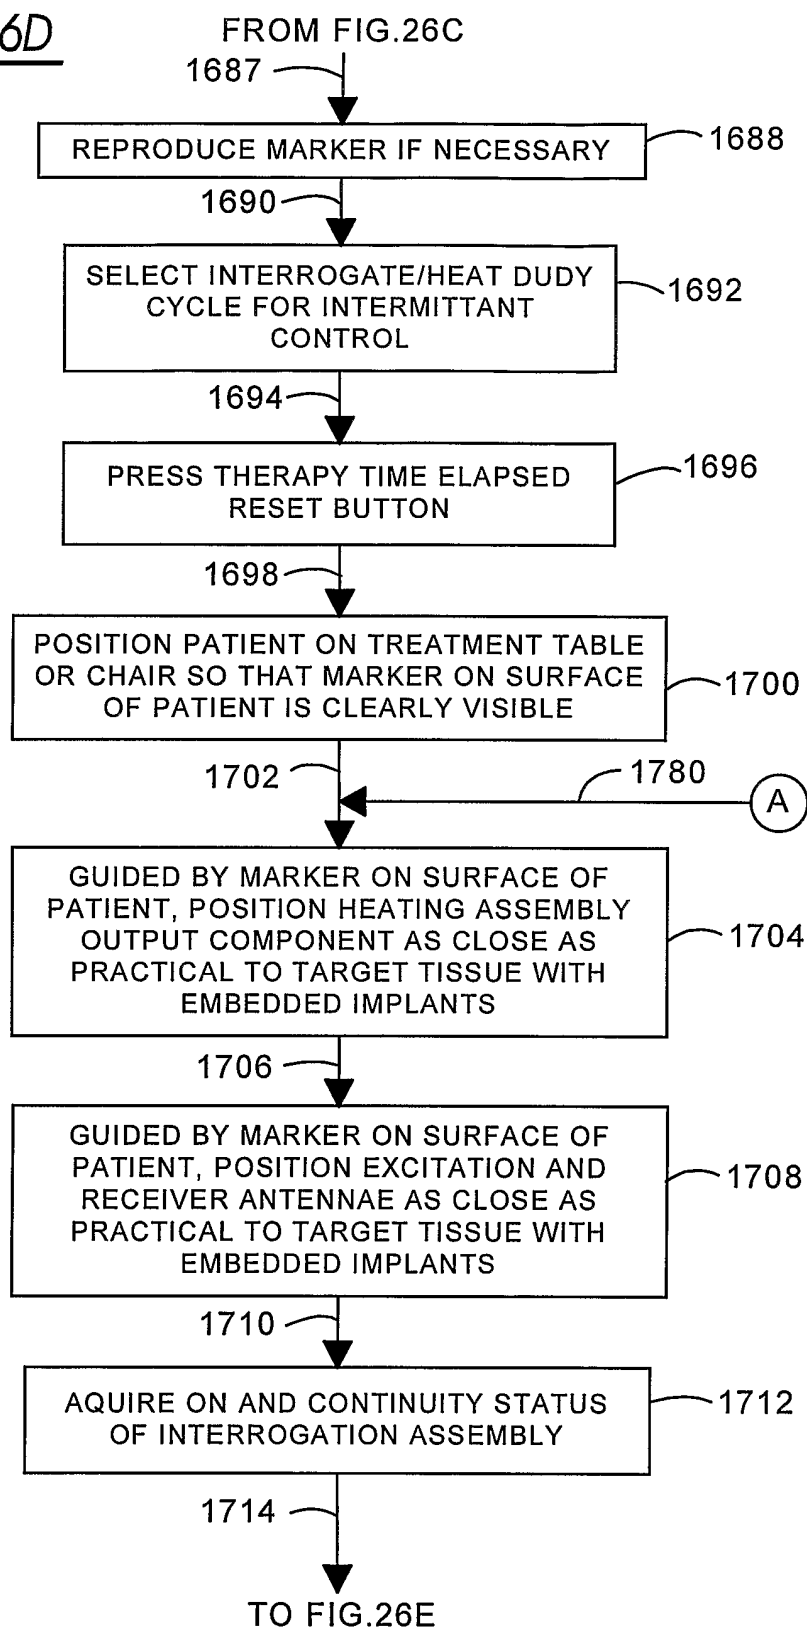 6D
FROM FIG.26C
1687
REPRODUCE MARKER IF NECESSARY
1688
1690
SELECT INTERROGATE/HEAT DUDY
CYCLE FOR INTERMITTANT
CONTROL
1692
1694
PRESS THERAPY TIME ELAPSED
RESET BUTTON
1696
1698
POSITION PATIENT ON TREATMENT TABLE
OR CHAIR SO THAT MARKER ON SURFACE
OF PATIENT IS CLEARLY VISIBLE
1700
1702
1780
A
GUIDED BY MARKER ON SURFACE OF
PATIENT, POSITION HEATING ASSEMBLY
OUTPUT COMPONENT AS CLOSE AS
PRACTICAL TO TARGET TISSUE WITH
EMBEDDED IMPLANTS
1704
1706
GUIDED BY MARKER ON SURFACE OF
PATIENT, POSITION EXCITATION AND
RECEIVER ANTENNAE AS CLOSE AS
PRACTICAL TO TARGET TISSUE WITH
EMBEDDED IMPLANTS
1708
1710
AQUIRE ON AND CONTINUITY STATUS
OF INTERROGATION ASSEMBLY
1712
1714
TO FIG.26E